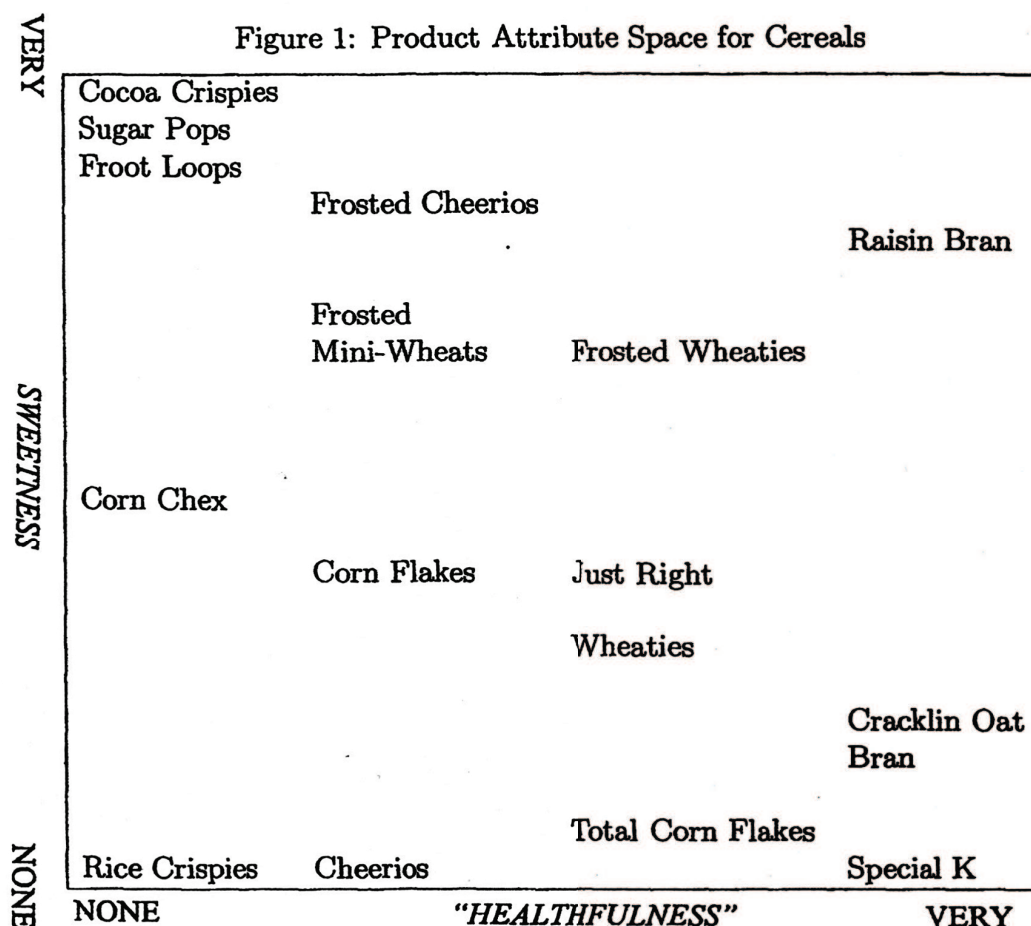 Figure 1: Product Attribute Space for Cereals
VERY
Cocoa Crispies
Sugar Pops
Froot Loops
Frosted Cheerios
Raisin Bran
Frosted
Mini-Wheats
Frosted Wheaties
SWEETNESS
Corn Chex
Corn Flakes
Just Right
Wheaties
Cracklin Oat
Bran
Total Corn Flakes
NONE
Rice Crispies
Cheerios
Special K
NONE
"HEALTHFULNESS"
VERY